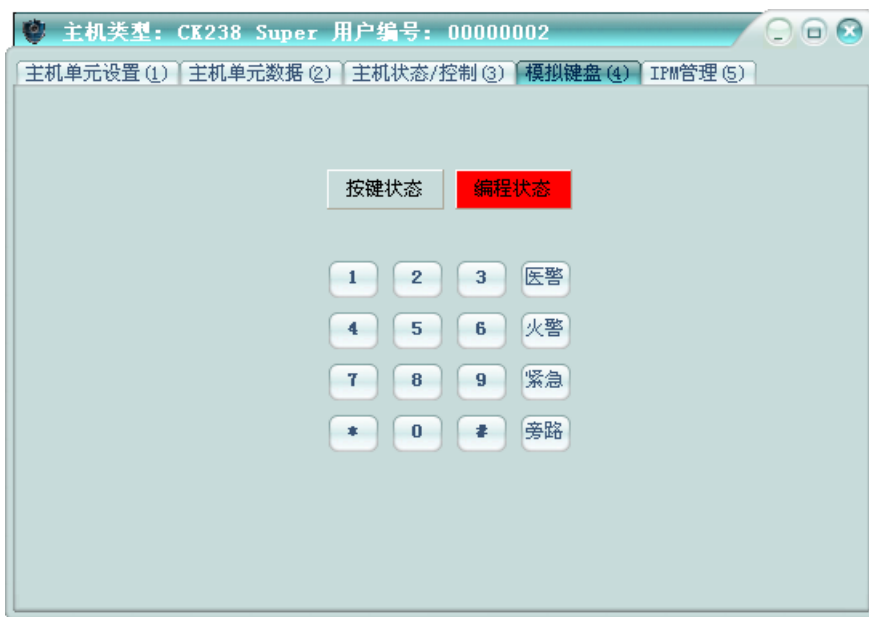 主机类型: CK238 Super 用户编号: 00000002
主机单元设置(1) 主机单元数据(2) 主机状态/控制(3) 模拟键盘(4) IPM管理(5)
按键状态 编程状态
1 2 3 医警
4 5 6 火警
7 8 9 紧急
* 0 # 旁路